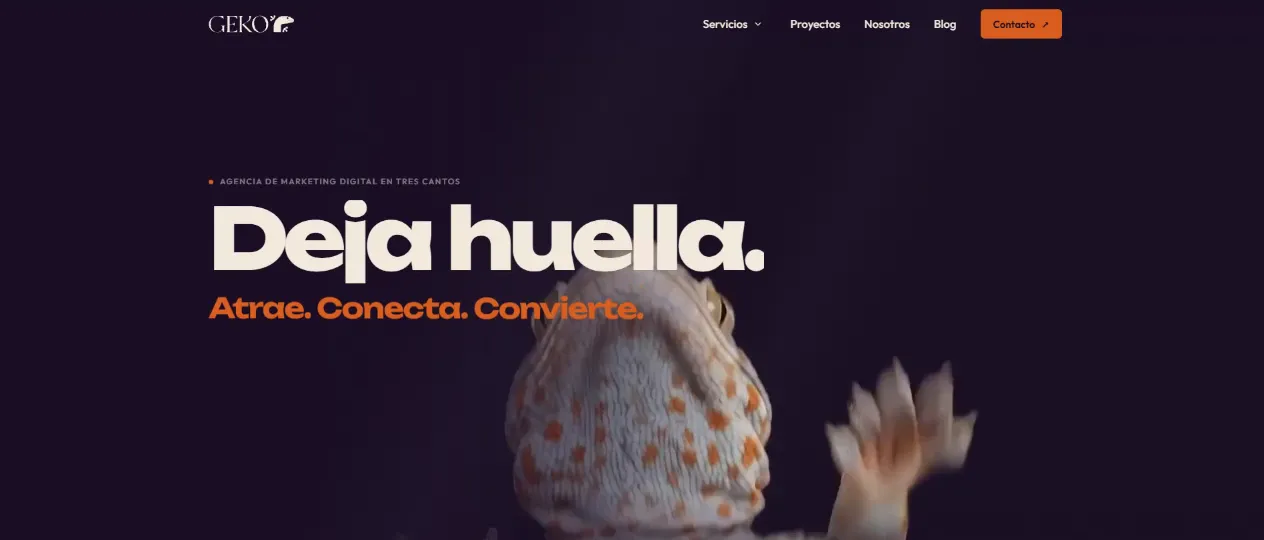 GEKO
Servicios
Proyectos
Nosotros
Blog
Contacto ↗
AGENCIA DE MARKETING DIGITAL EN TRES CANTOS
Deja huella.
Atrae. Conecta. Convierte.